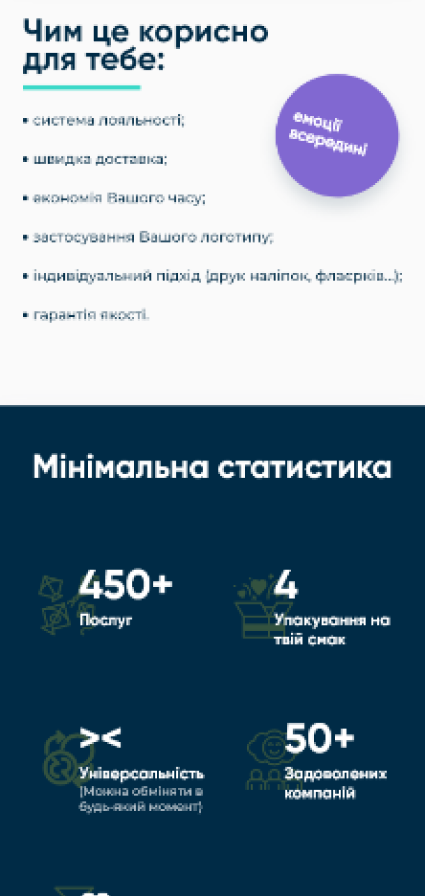 Чим це корисно
для тебе:
емоції
всередині
• система лояльності;
• швидка доставка;
• економія Вашого часу;
• застосування Вашого логотипу;
• індивідуальний підхід (друк наліпок, флаєрків...);
• гарантія якості.
Мінімальна статистика
450+
Послуг
4
Упакування на
твій смак
><
Універсальність
(Можна обміняти в
будь-який момент)
50+
Задоволених
компаній